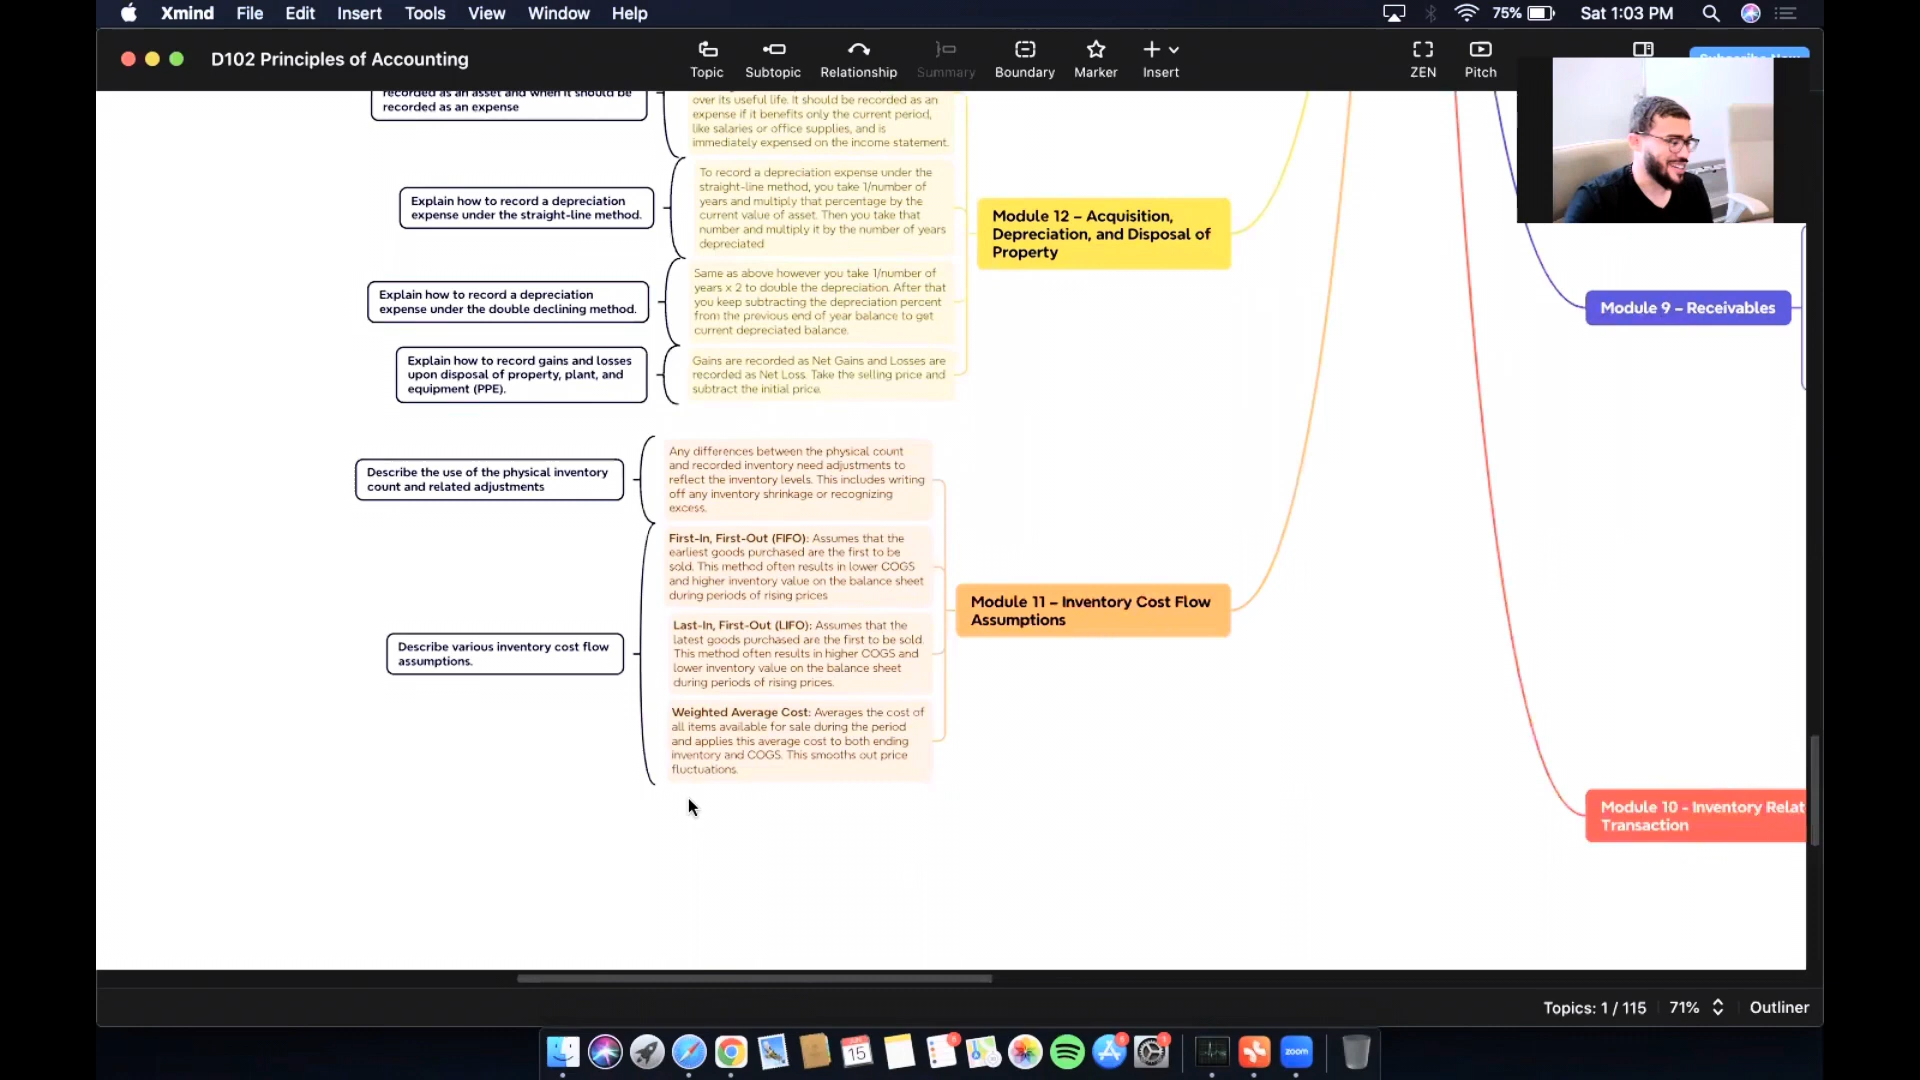 Xmind File Edit Insert Tools View Window Help
75% Sat 1:03 PM
D102 Principles of Accounting
Topic Subtopic Relationship Summary Boundary Marker Insert
ZEN Pitch
recorded as an asset and when it should be
recorded as an expense
over its useful life. It should be recorded as an
expense if it benefits only the current period,
like salaries or office supplies, and is
immediately expensed on the income statement.
Explain how to record a depreciation
expense under the straight-line method.
To record a depreciation expense under the
straight-line method, you take 1/number of
years and multiply that percentage by the
current value of asset. Then you take that
number and multiply it by the number of years
depreciated
Explain how to record a depreciation
expense under the double declining method.
Same as above however you take 1/number of
years x 2 to double the depreciation. After that
you keep subtracting the depreciation percent
from the previous end of year balance to get
current depreciated balance.
Explain how to record gains and losses
upon disposal of property, plant, and
equipment (PPE).
Gains are recorded as Net Gains and Losses are
recorded as Net Loss. Take the selling price and
subtract the initial price.
Module 12 – Acquisition,
Depreciation, and Disposal of
Property
Module 9 – Receivables
Describe the use of the physical inventory
count and related adjustments
Any differences between the physical count
and recorded inventory need adjustments to
reflect the inventory levels. This includes writing
off any inventory shrinkage or recognizing
excess.
Describe various inventory cost flow
assumptions.
First-In, First-Out (FIFO): Assumes that the
earliest goods purchased are the first to be
sold. This method often results in lower COGS
and higher inventory value on the balance sheet
during periods of rising prices
Last-In, First-Out (LIFO): Assumes that the
latest goods purchased are the first to be sold.
This method often results in higher COGS and
lower inventory value on the balance sheet
during periods of rising prices.
Weighted Average Cost: Averages the cost of
all items available for sale during the period
and applies this average cost to both ending
inventory and COGS. This smooths out price
fluctuations.
Module 11 – Inventory Cost Flow
Assumptions
Module 10 - Inventory Relat
Transaction
Topics: 1 / 115 71% Outliner
15
zoom